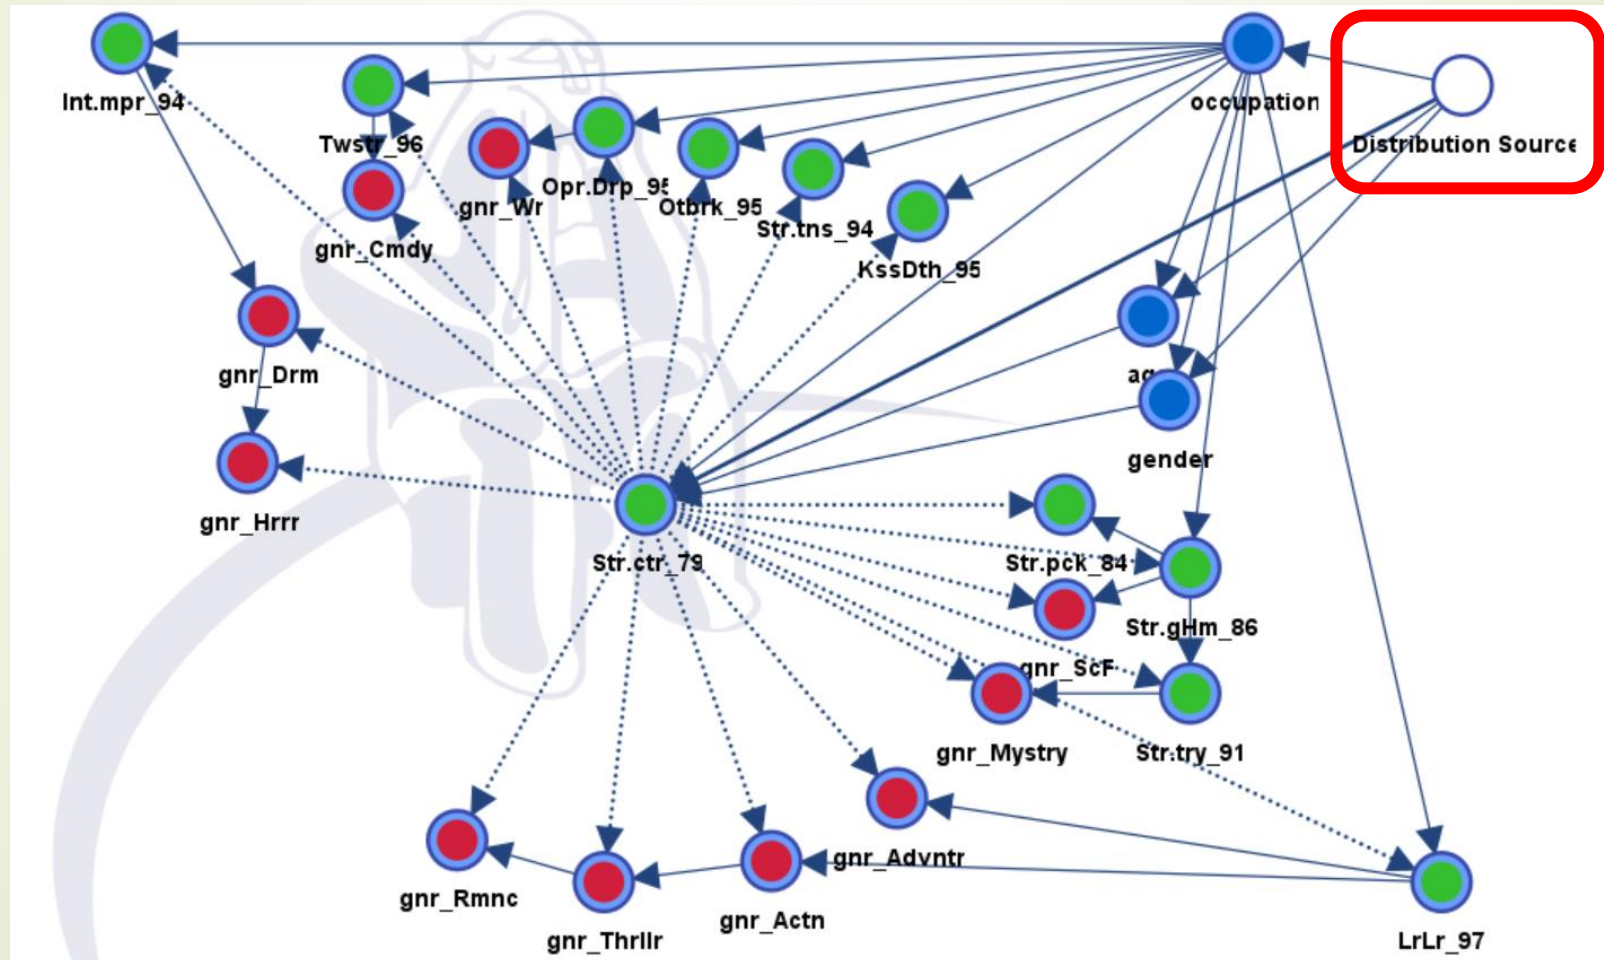 Int.mpr_94
occupation
Twstr_96
Distribution Source
Opr.Drp_95
gnr_Wr
Otbrk_95
Str.tns_94
gnr_Cmdy
KssDth_95
gnr_Drm
gender
gnr_Hrrr
Str.ctr_79
Str.pck_84
Str.gHm_86
gnr_ScF
gnr_Mystry
Str.try_91
gnr_Advntr
gnr_Rmnc
gnr_Actn
gnr_Thrllr
LrLr_97